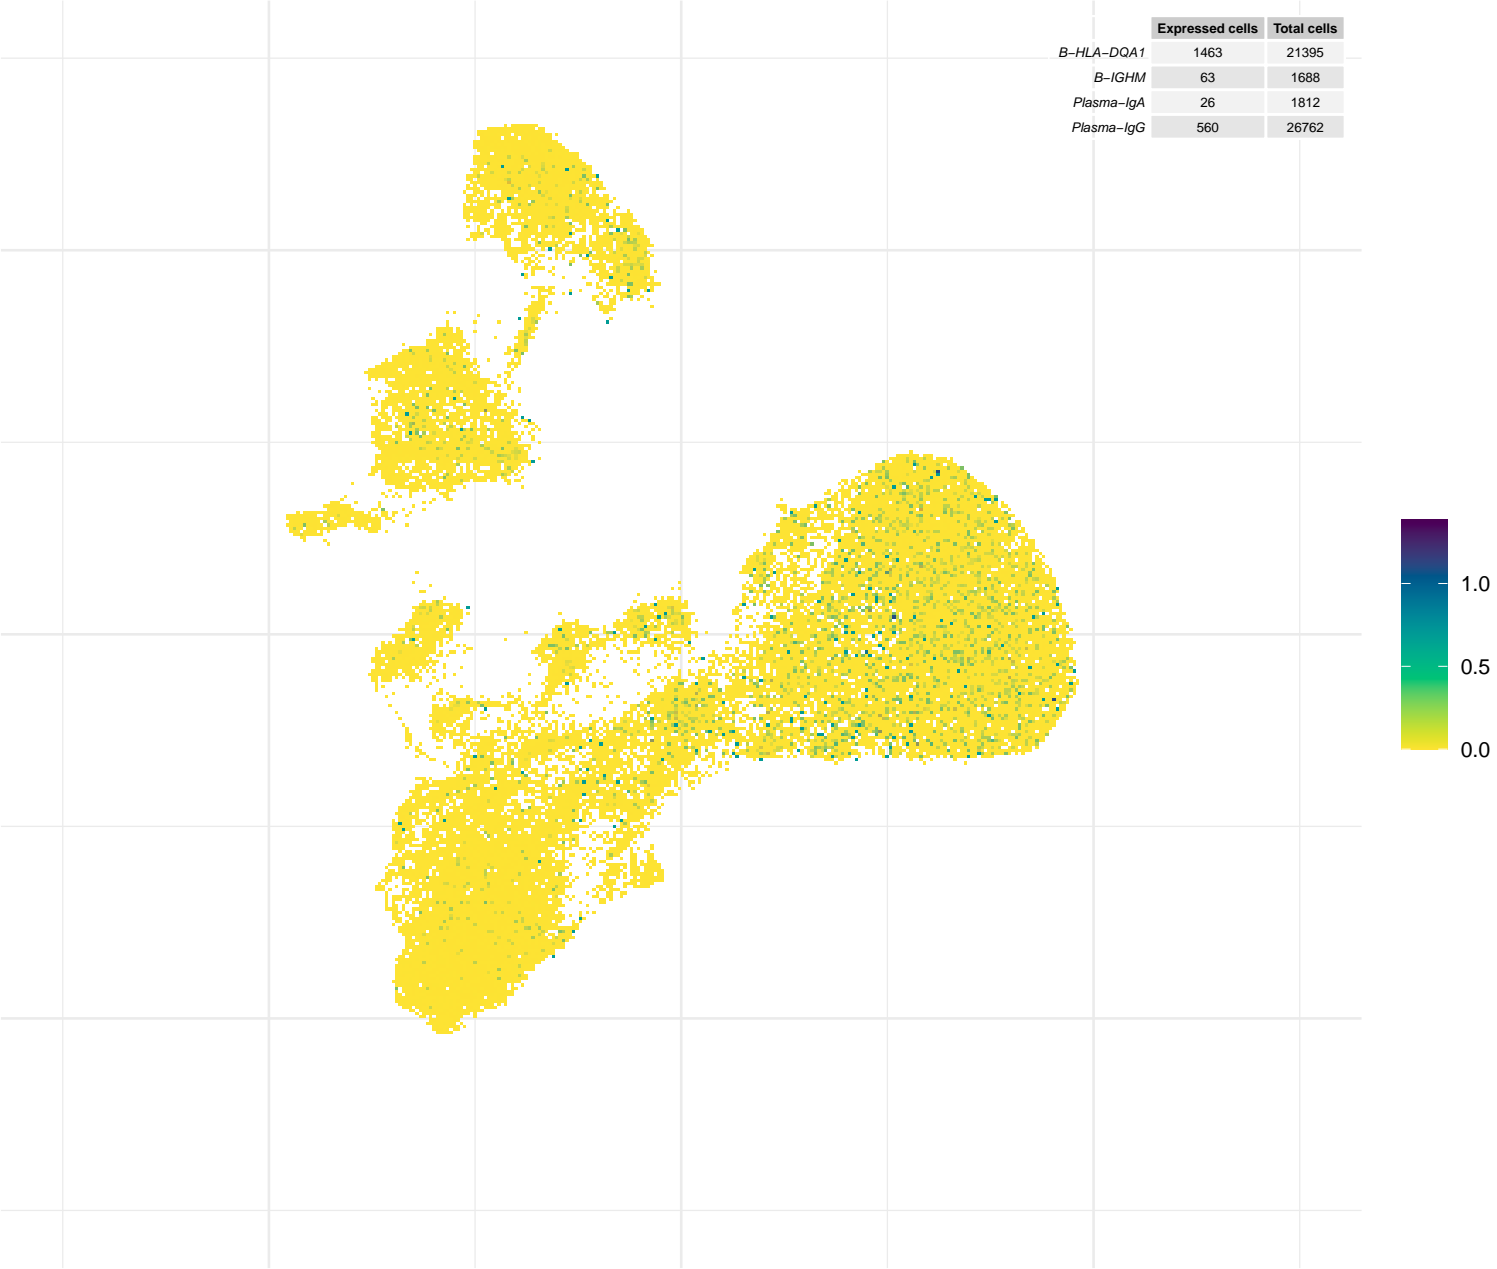 Expressed cells Total cells
B−HLA−DQA1 1463 21395
B−IGHM 63 1688
Plasma−IgA 26 1812
Plasma−IgG 560 26762
1.0
0.5
0.0